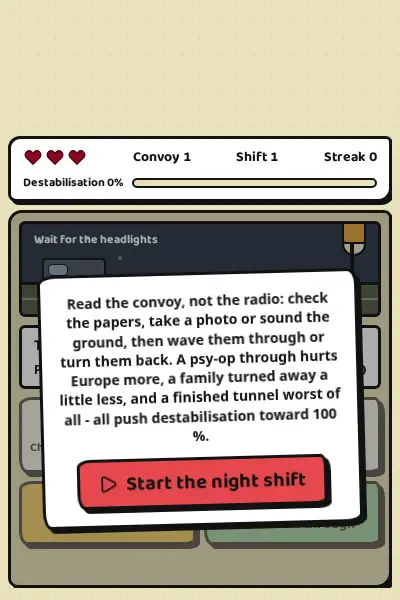 Convoy 1 Shift 1 Streak 0
Destabilisation 0%
Wait for the headlights
Read the convoy, not the radio: check
the papers, take a photo or sound the
ground, then wave them through or
turn them back. A psy-op through hurts
Europe more, a family turned away a
little less, and a finished tunnel worst of
all - all push destabilisation toward 100
%.
Start the night shift